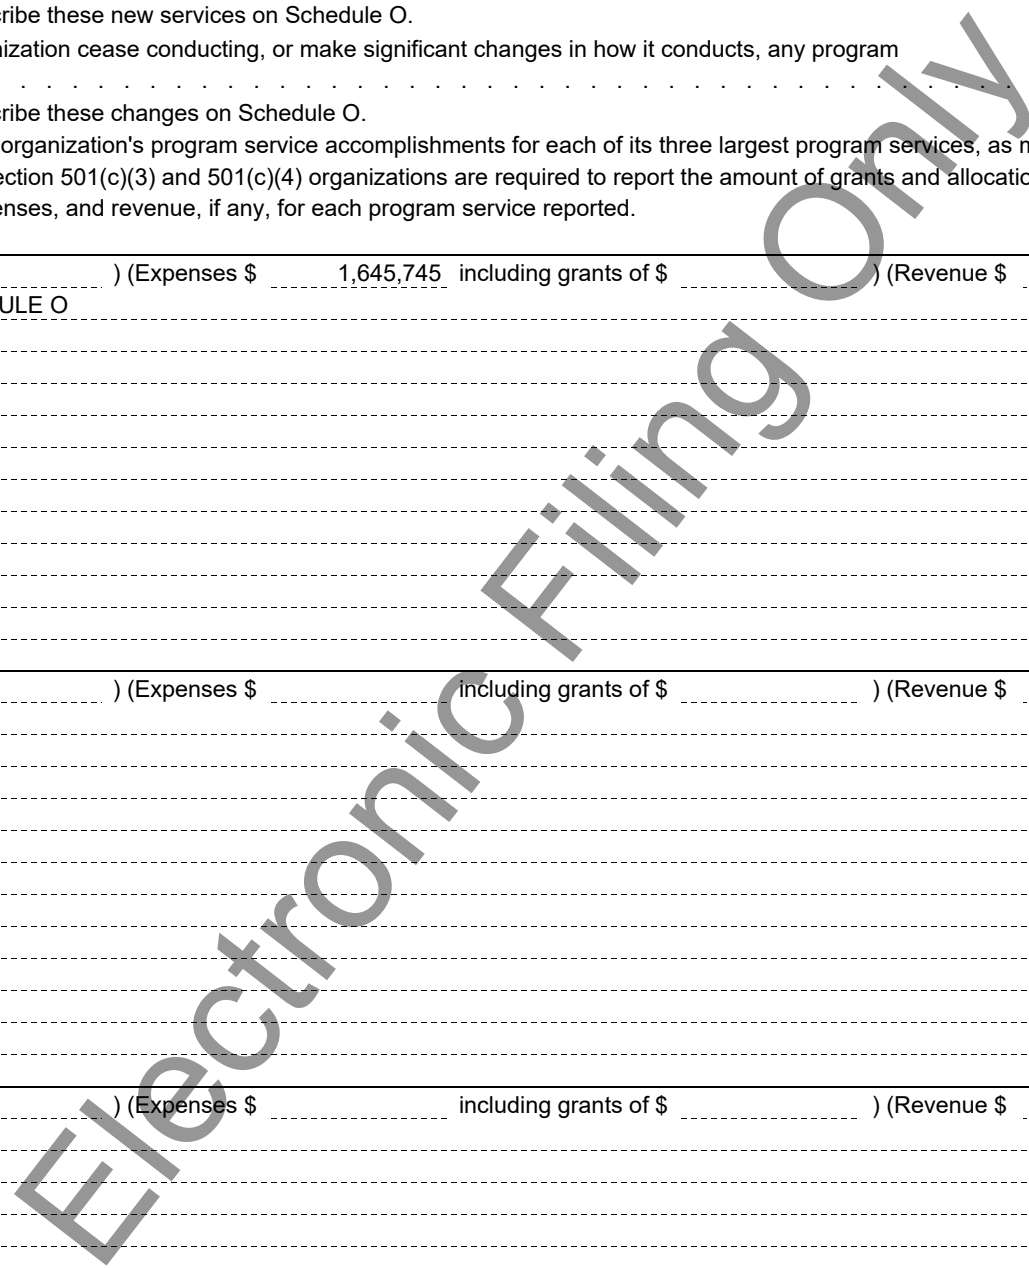 ribe these new services on Schedule O.
ization cease conducting, or make significant changes in how it conducts, any program
. . . . . . . . . . . . . . . . . . . . . . . . . . . . . . . . . . . . . . .
ribe these changes on Schedule O.
organization's program service accomplishments for each of its three largest program services, as m
ection 501(c)(3) and 501(c)(4) organizations are required to report the amount of grants and allocatio
enses, and revenue, if any, for each program service reported.
) (Expenses $ 1,645,745 including grants of $ ) (Revenue $
ULE O
) (Expenses $ including grants of $ ) (Revenue $
) (Expenses $ including grants of $ ) (Revenue $
Electronic Filing Only